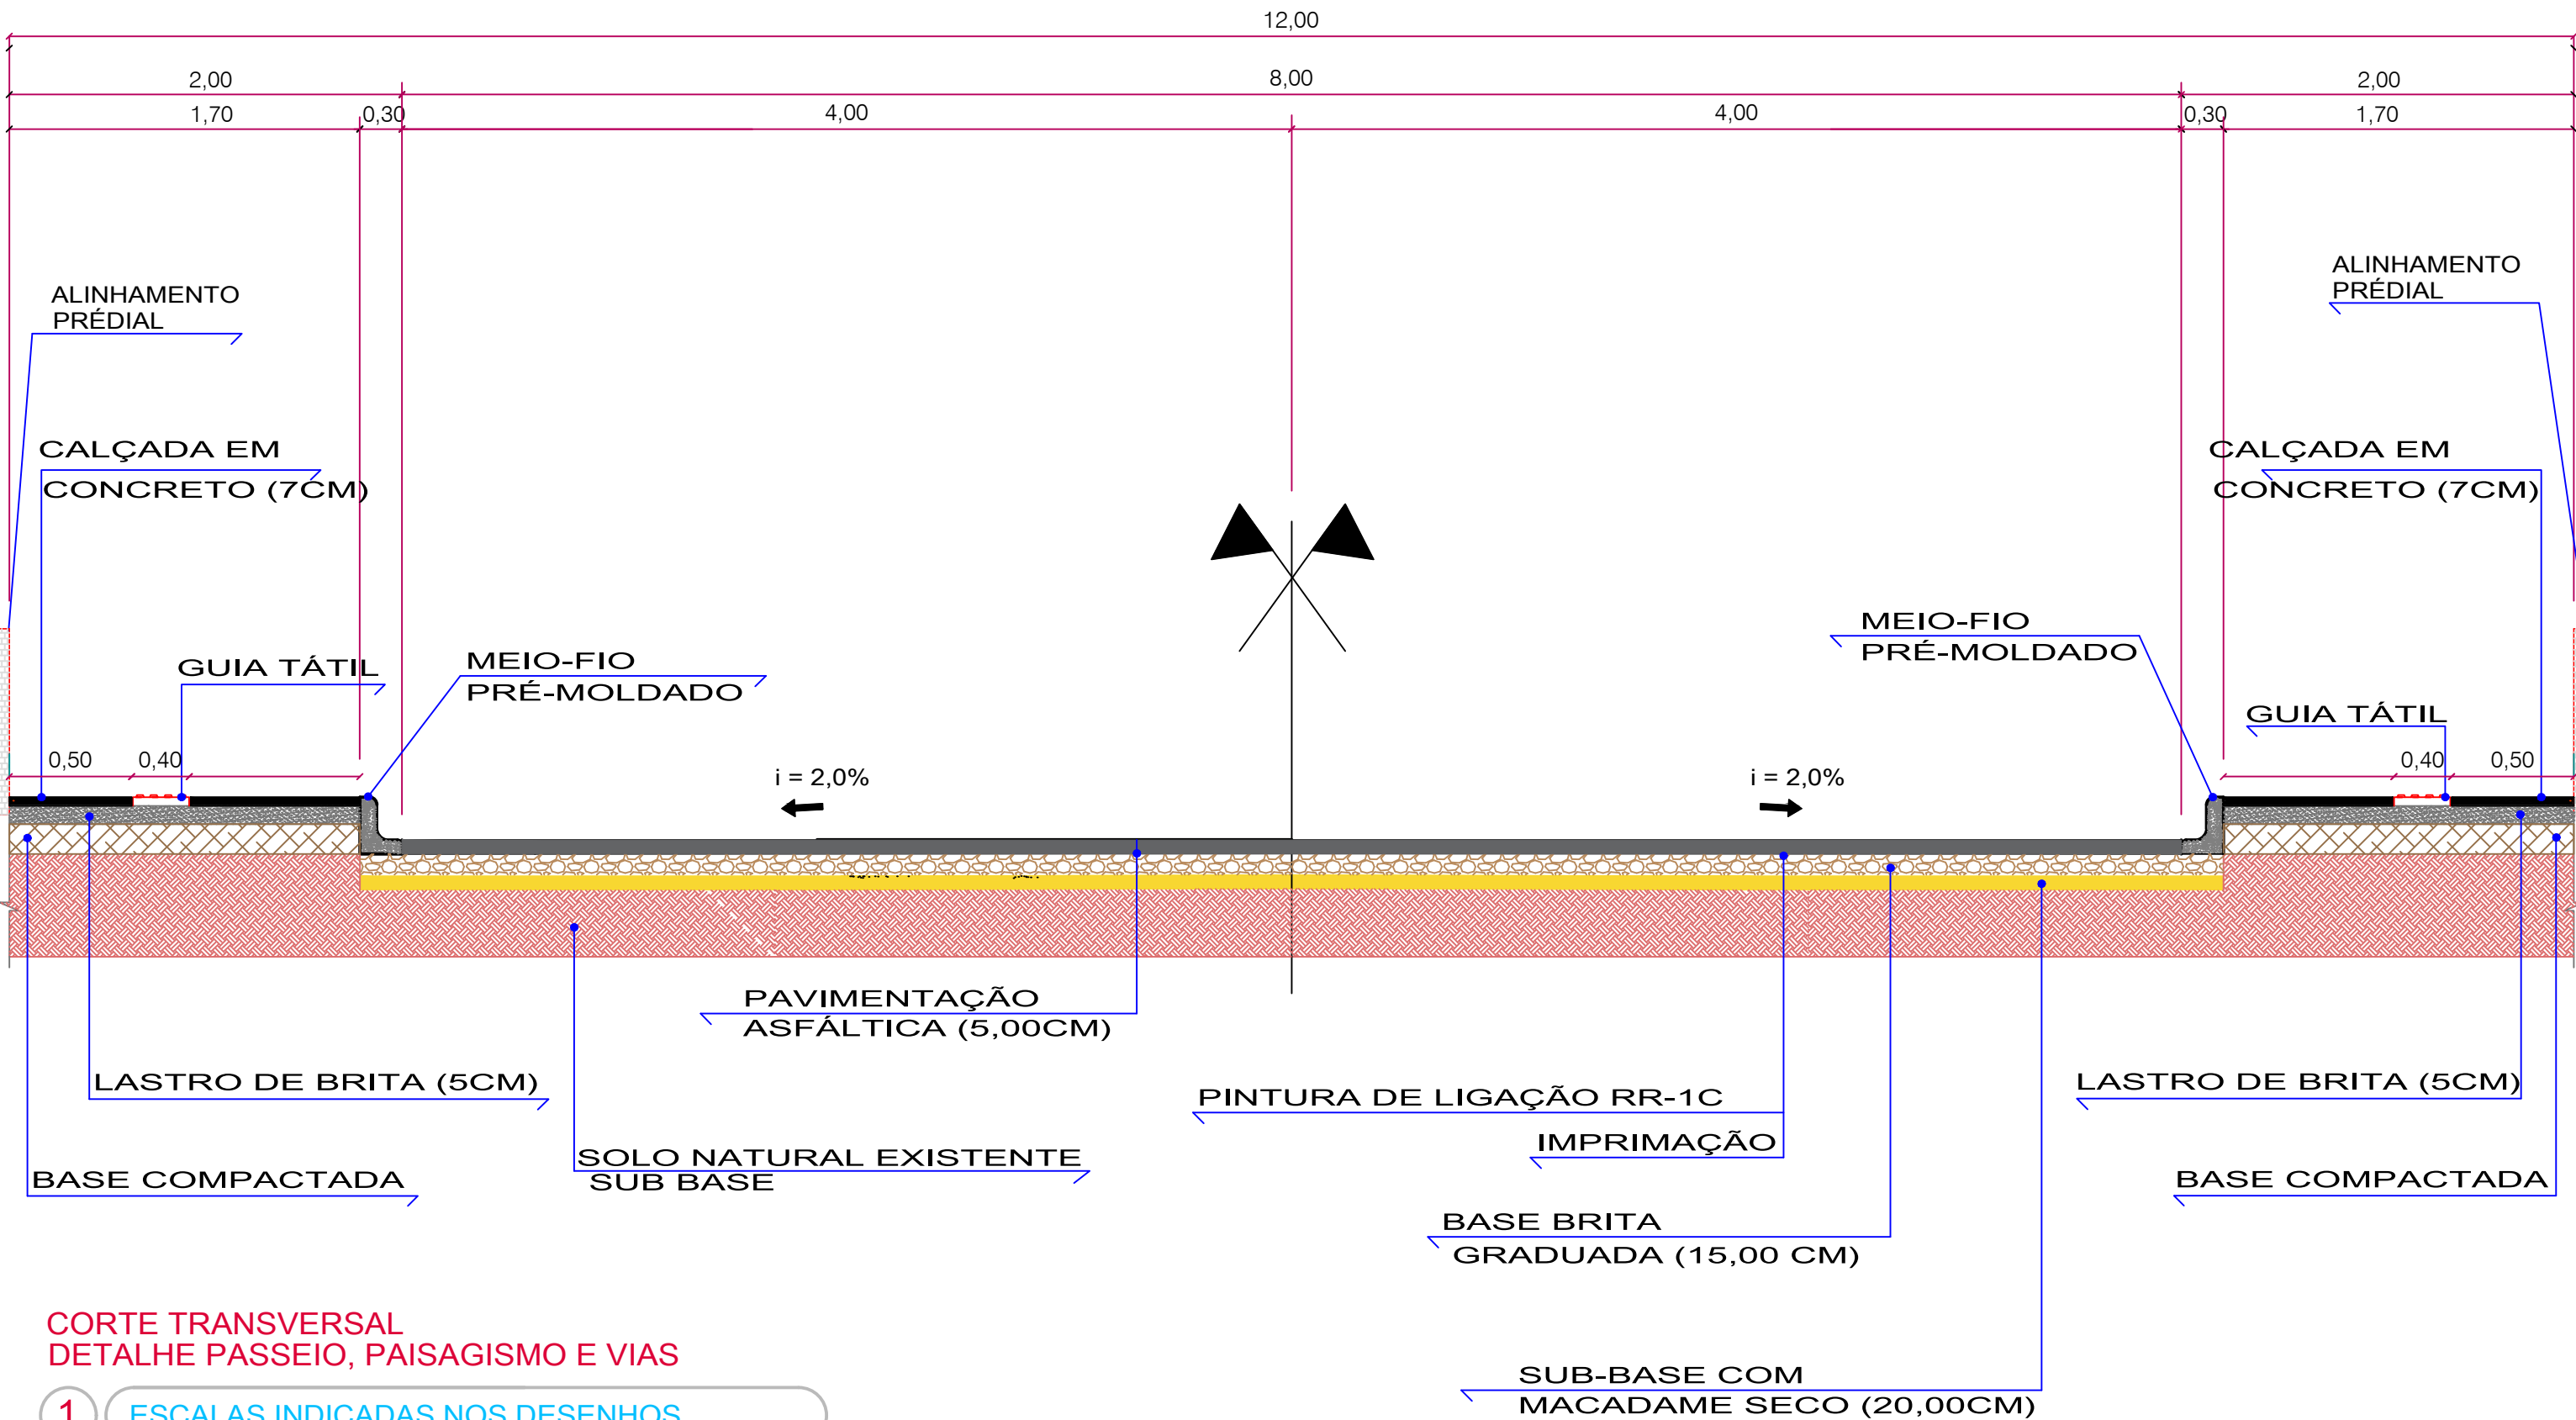 12,00
2,00
8,00
2,00
1,70
0,30
4,00
4,00
0,30
1,70
ALINHAMENTO
PRÉDIAL
ALINHAMENTO
PRÉDIAL
CALÇADA EM
CONCRETO (7CM)
CALÇADA EM
CONCRETO (7CM)
GUIA TÁTIL
MEIO-FIO
PRÉ-MOLDADO
MEIO-FIO
PRÉ-MOLDADO
GUIA TÁTIL
0,50
0,40
i = 2,0%
i = 2,0%
0,40
0,50
PAVIMENTAÇÃO
ASFÁLTICA (5,00CM)
LASTRO DE BRITA (5CM)
PINTURA DE LIGAÇÃO RR-1C
LASTRO DE BRITA (5CM)
IMPRIMAÇÃO
SOLO NATURAL EXISTENTE
SUB BASE
BASE COMPACTADA
BASE COMPACTADA
BASE BRITA
GRADUADA (15,00 CM)
CORTE TRANSVERSAL
DETALHE PASSEIO, PAISAGISMO E VIAS
SUB-BASE COM
MACADAME SECO (20,00CM)
1
ESCALAS INDICADAS NOS DESENHOS